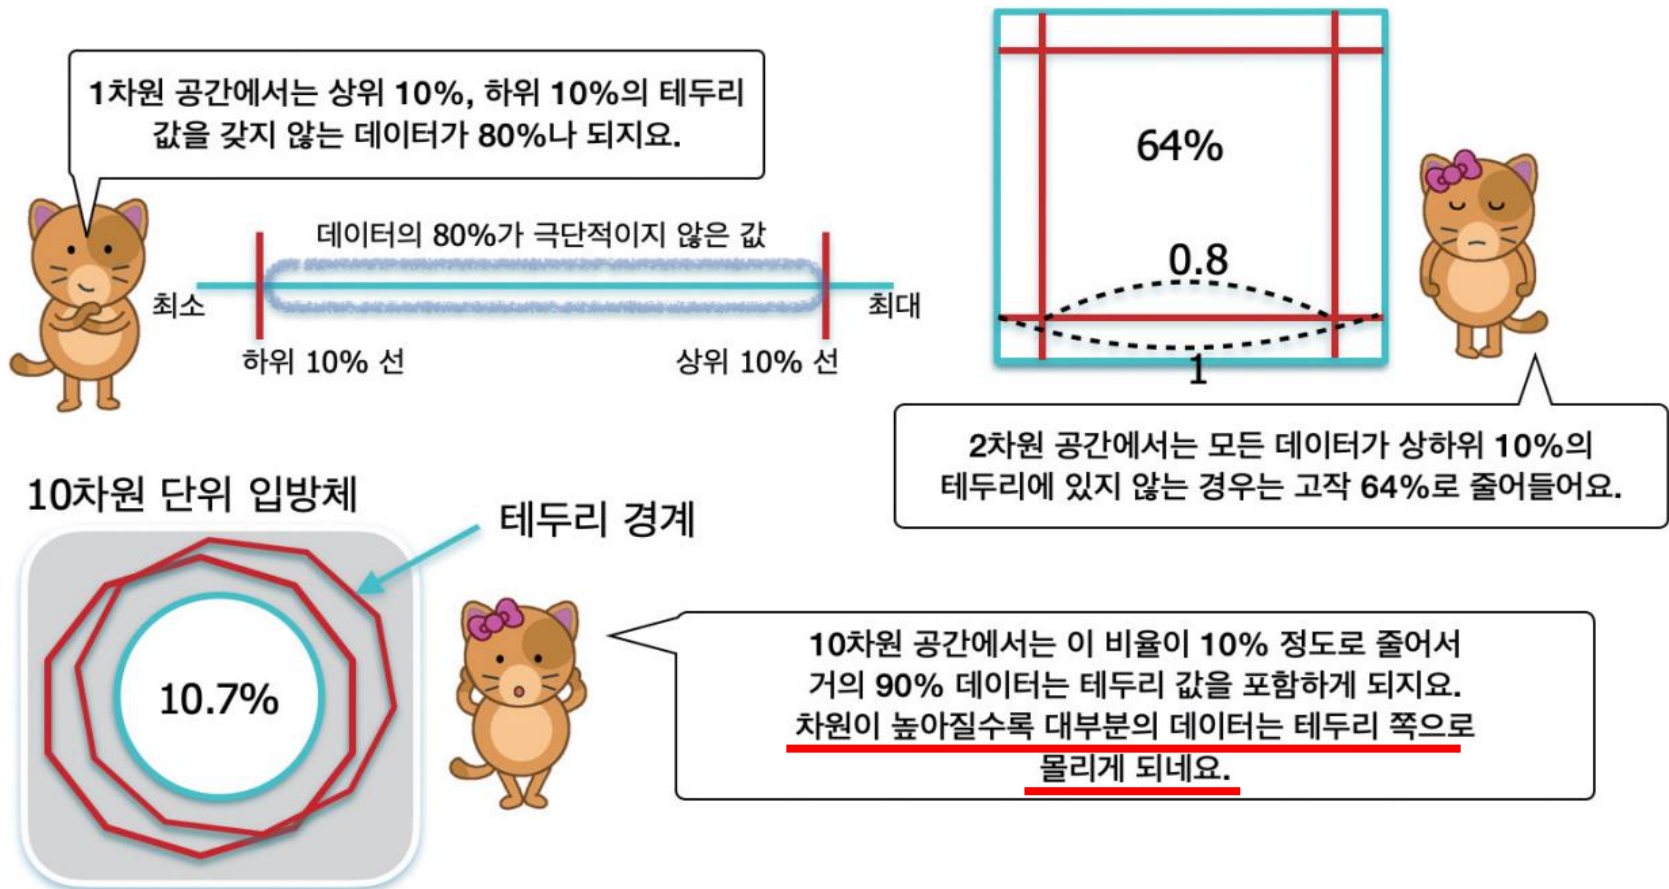 1차원 공간에서는 상위 10%, 하위 10%의 테두리
값을 갖지 않는 데이터가 80%나 되지요.
데이터의 80%가 극단적이지 않은 값
최소
최대
하위 10% 선
상위 10% 선
64%
0.8
1
2차원 공간에서는 모든 데이터가 상하위 10%의
테두리에 있지 않는 경우는 고작 64%로 줄어들어요.
10차원 단위 입방체
테두리 경계
10.7%
10차원 공간에서는 이 비율이 10% 정도로 줄어서
거의 90% 데이터는 테두리 값을 포함하게 되지요.
차원이 높아질수록 대부분의 데이터는 테두리 쪽으로
몰리게 되네요.